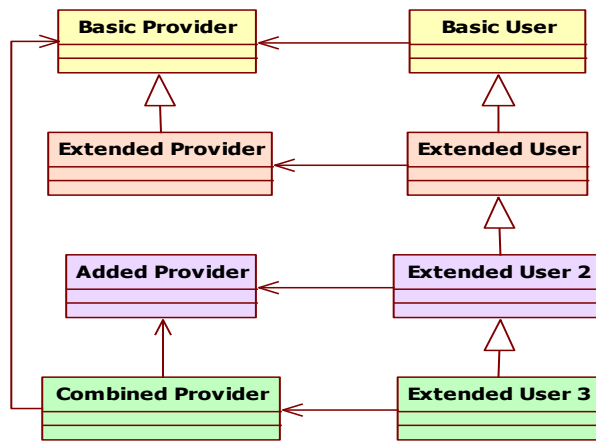 Basic Provider
Basic User
Extended Provider
Extended User
Added Provider
Extended User 2
Combined Provider
Extended User 3